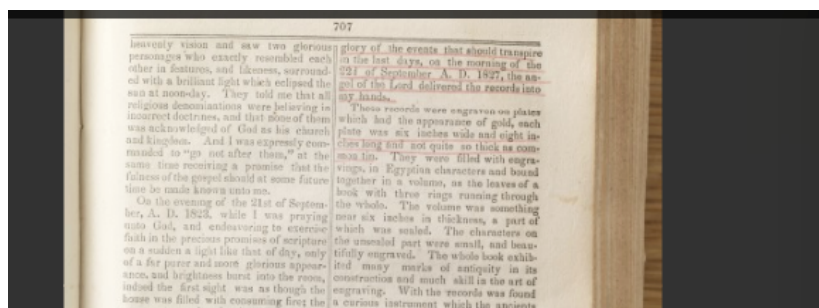 707
heavenly vision and saw two glorious
personages who exactly resembled each
other in features, and likeness, surround-
ed with a brilliant light which eclipsed the
sun at noon-day. They told me that all
religious denominations were believing in
incorrect doctrines, and that none of them
was acknowledged of God as his church
and kingdom. And I was expressly com-
manded to "go not after them," at the
same time receiving a promise that the
fulness of the gospel should at some future
time be made known unto me.
On the evening of the 21st of Septem-
ber, A. D. 1823, while I was praying
unto God, and endeavoring to exercise
faith in the precious promises of scripture
on a sudden a light like that of day, only
of a far purer and more glorious appear-
ance, and brightness burst into the room,
indeed the first sight was as though the
house was filled with consuming fire; the
glory of the events that should transpire
in the last days, on the morning of the
22d of September A. D. 1827, the an-
gel of the Lord delivered the records into
my hands.
These records were engraven on plates
which had the appearance of gold, each
plate was six inches wide and eight in-
ches long and not quite so thick as com-
mon tin. They were filled with engra-
vings, in Egyptian characters and bound
together in a volume, as the leaves of a
book with three rings running through
the whole. The volume was something
near six inches in thickness, a part of
which was sealed. The characters on
the unsealed part were small, and beau-
tifully engraved. The whole book exhib-
ited many marks of antiquity in its
construction and much skill in the art of
engraving. With the records was found
a curious instrument which the ancients